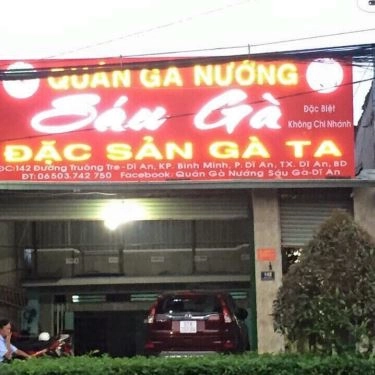 QUÁN GÀ NƯỚNG
Sáu Gà
Đặc Biệt
Không Chi Nhánh
ĐẶC SẢN GÀ TA
ĐC:142 Đường Truông Tre - Dĩ An, KP. Bình Minh, P. Dĩ An, TX. Dĩ An, BD
ĐT: 06503.742 750 Facebook: Quán Gà Nướng Sáu Gà-Dĩ An